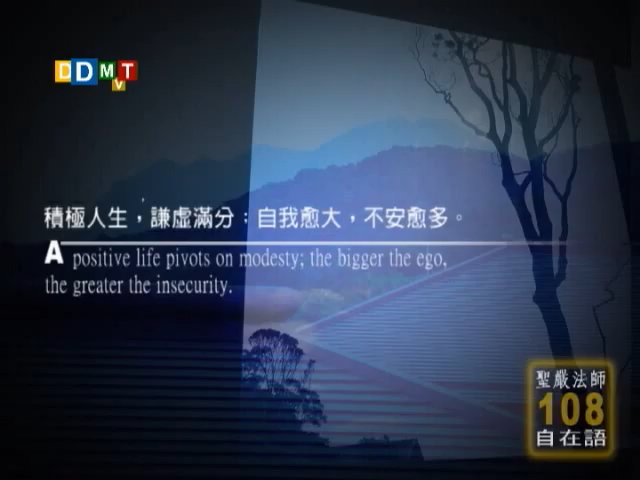 DDMTV
積極人生，謙虛滿分；自我愈大，不安愈多。
A positive life pivots on modesty; the bigger the ego,
the greater the insecurity.
聖嚴法師
108
自在語